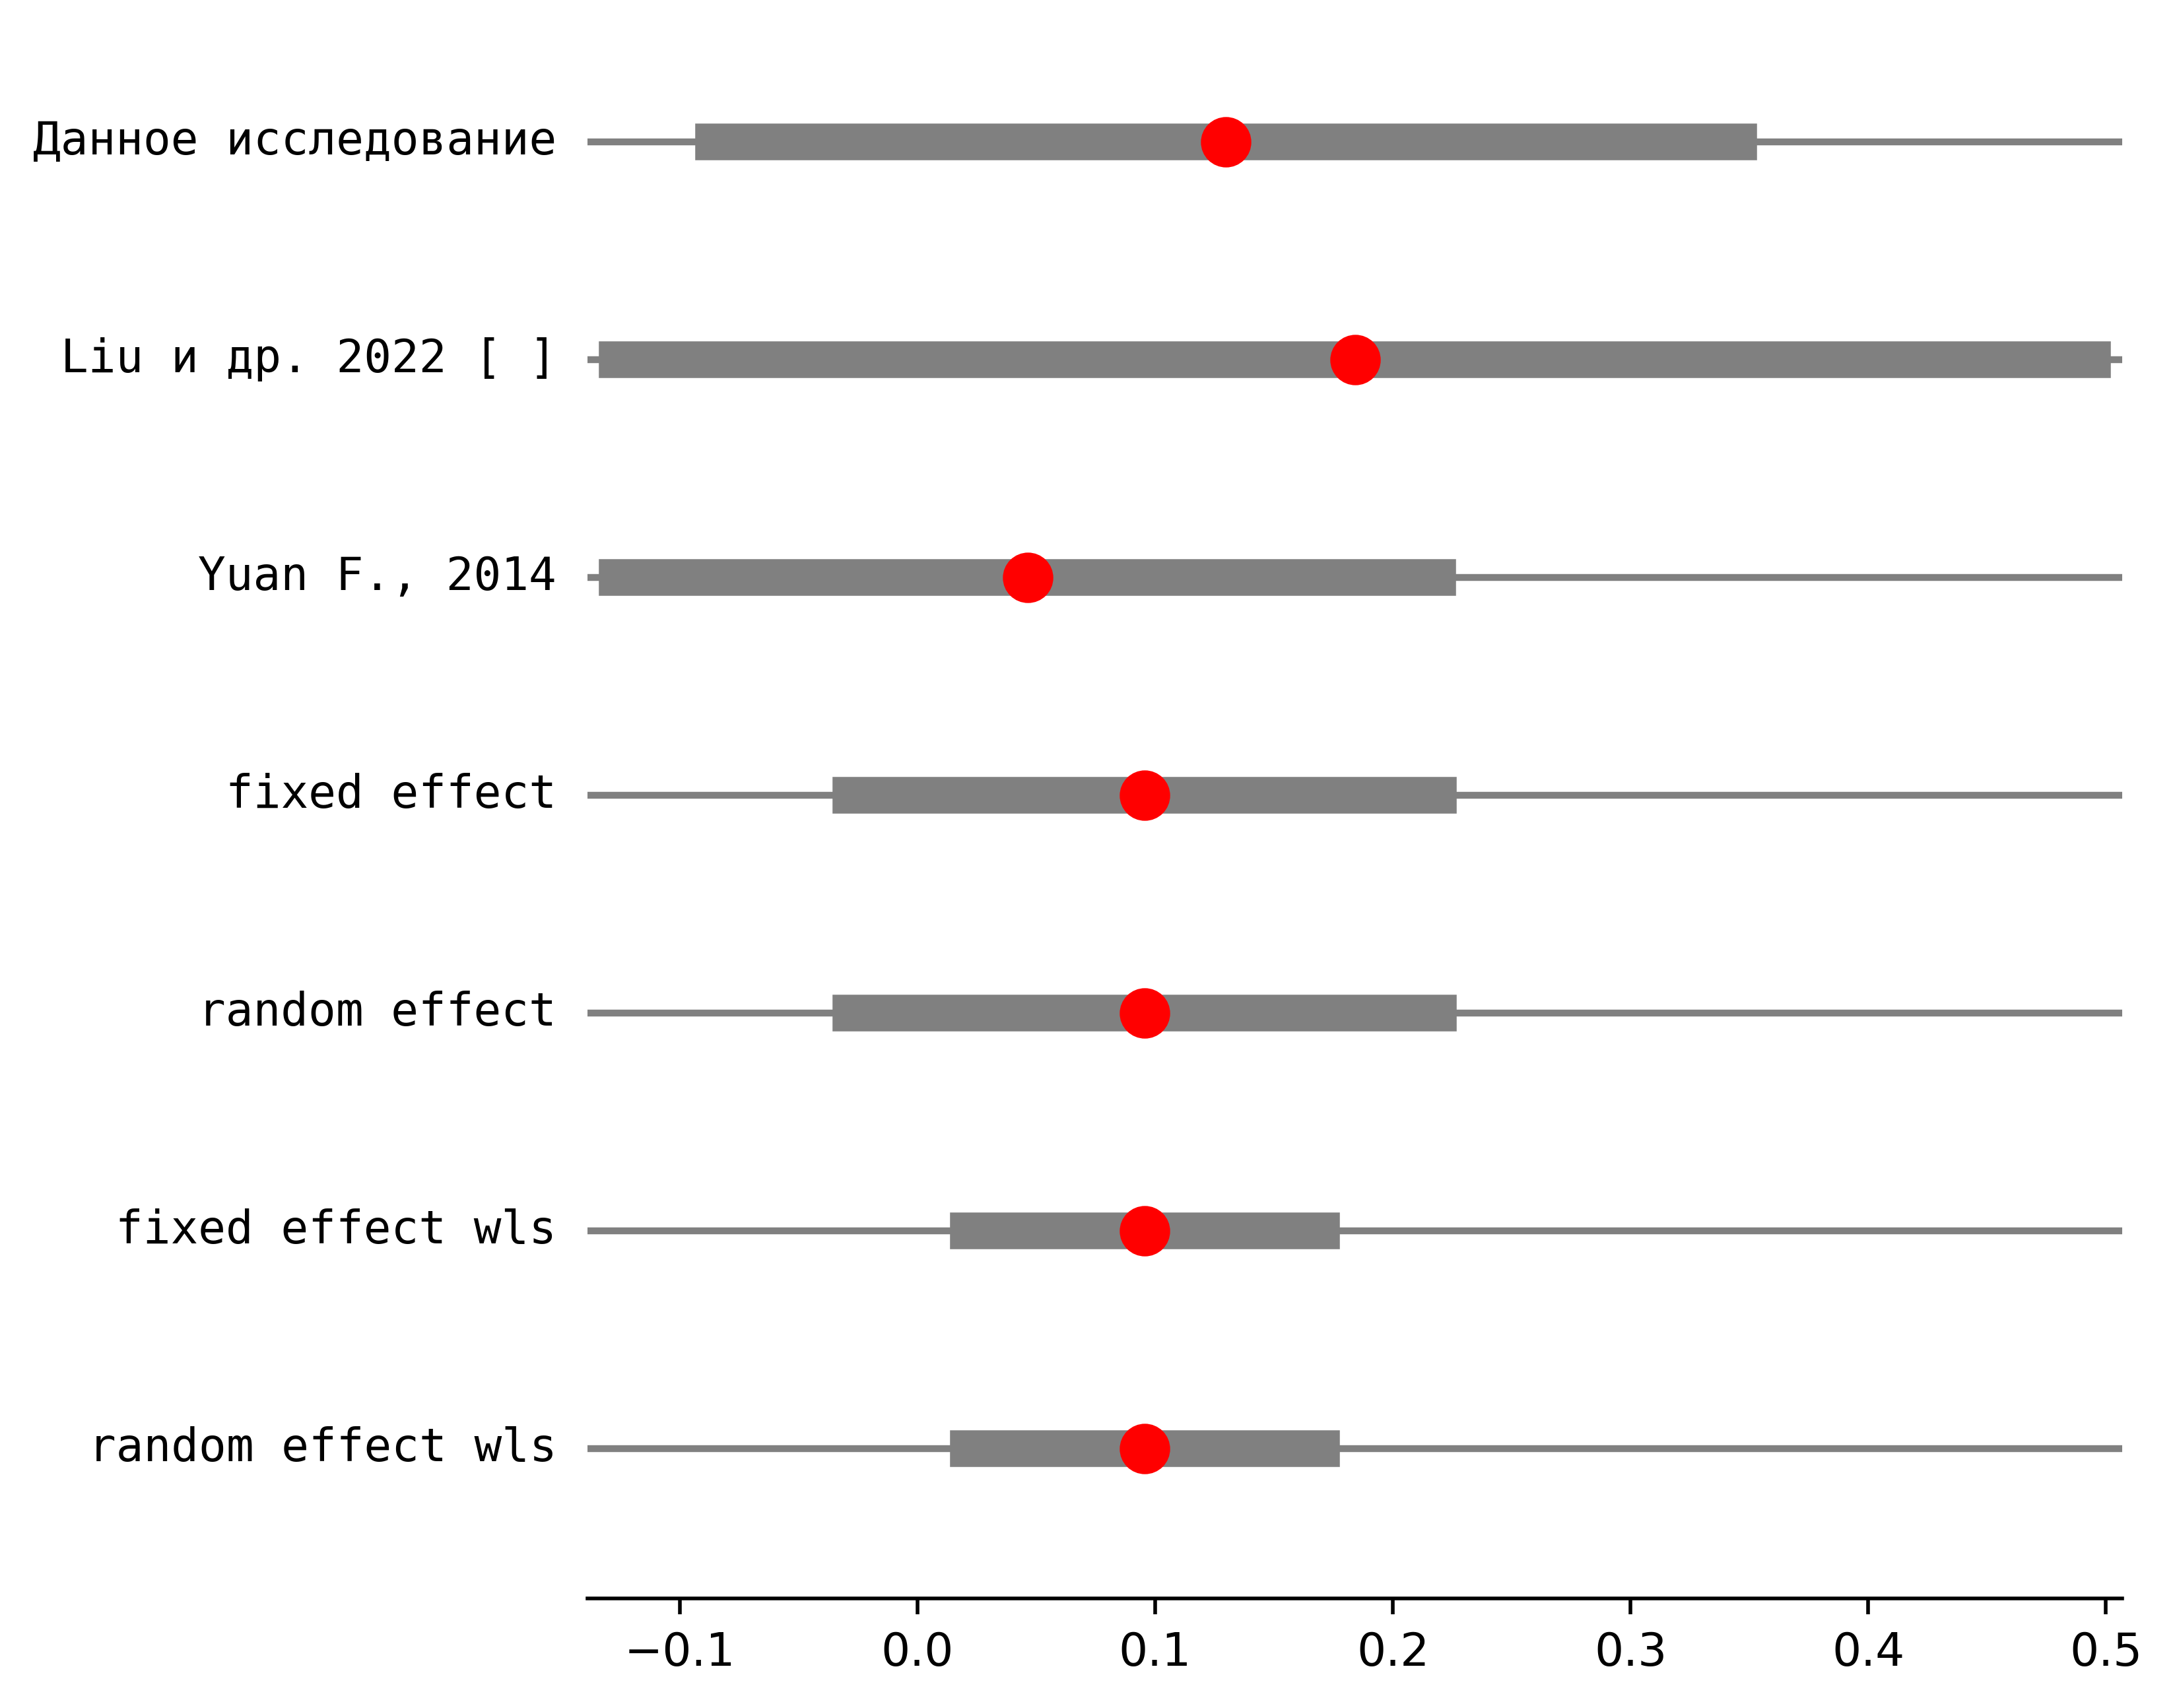 Данное исследование
Liu и др. 2022 [ ]
Yuan F., 2014
fixed effect
random effect
fixed effect wls
random effect wls
−0.1 0.0 0.1 0.2 0.3 0.4 0.5